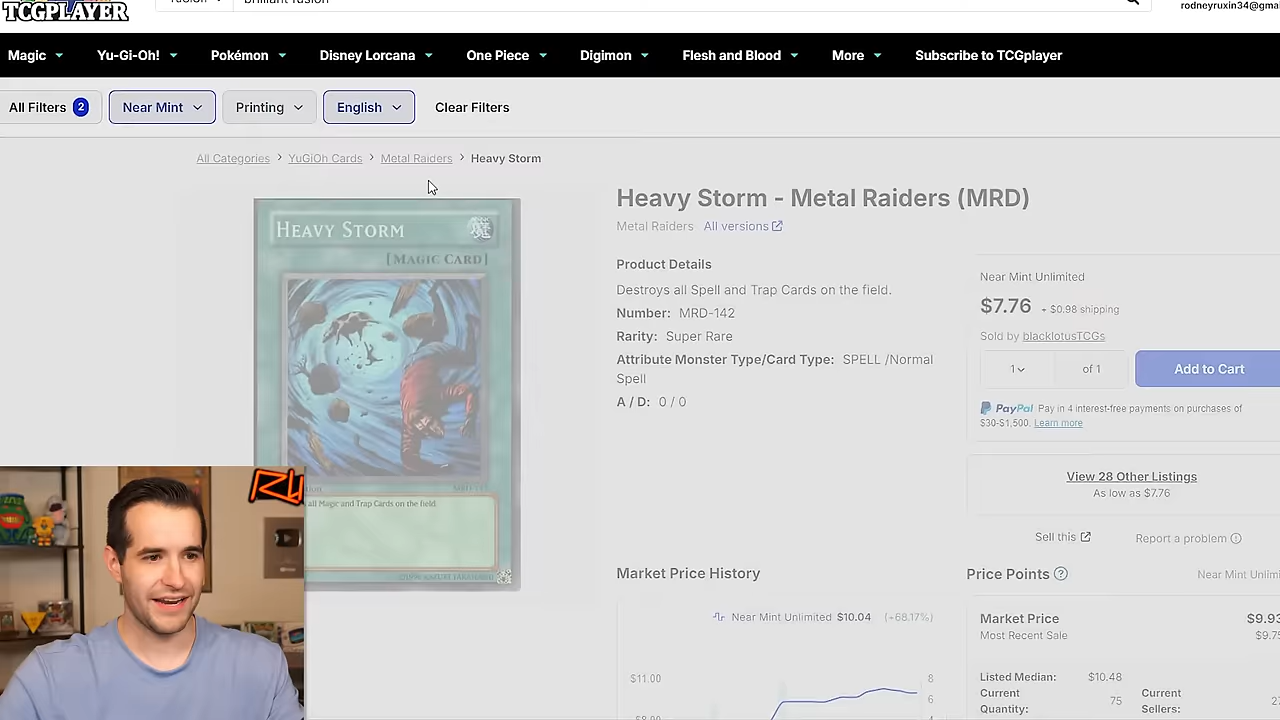 TCGPLAYER
brilliant fusion
rodneyruxin34@gmai
Magic Yu-Gi-Oh! Pokémon Disney Lorcana One Piece Digimon Flesh and Blood More Subscribe to TCGplayer
All Filters 2 Near Mint Printing English Clear Filters
All Categories > YuGiOh Cards > Metal Raiders > Heavy Storm
HEAVY STORM
[MAGIC CARD]
all Magic and Trap Cards on the field.
Heavy Storm - Metal Raiders (MRD)
Metal Raiders All versions
Product Details
Destroys all Spell and Trap Cards on the field.
Number: MRD-142
Rarity: Super Rare
Attribute Monster Type/Card Type: SPELL /Normal
Spell
A / D: 0 / 0
Near Mint Unlimited
$7.76 + $0.98 shipping
Sold by blacklotusTCGs
1 of 1 Add to Cart
PayPal Pay in 4 interest-free payments on purchases of
$30-$1,500. Learn more
View 28 Other Listings
As low as $7.76
Sell this Report a problem
Market Price History
Near Mint Unlimited $10.04 (+68.17%)
$11.00 8
6
Price Points Near Mint Unlimi
Market Price $9.93
Most Recent Sale $9.75
Listed Median: $10.48
Current
Quantity: 75
Current
Sellers: